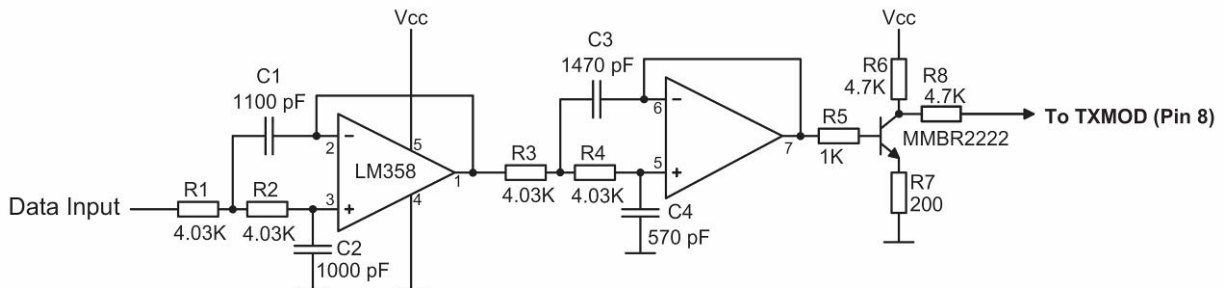 Vcc
C1
1100 pF
2
5
LM358
1
3
4
Data Input
R1
4.03K
R2
4.03K
C2
1000 pF
C3
1470 pF
6
R3
4.03K
R4
4.03K
5
7
C4
570 pF
R5
1K
Vcc
R6
4.7K
R8
4.7K
To TXMOD (Pin 8)
MMBR2222
R7
200